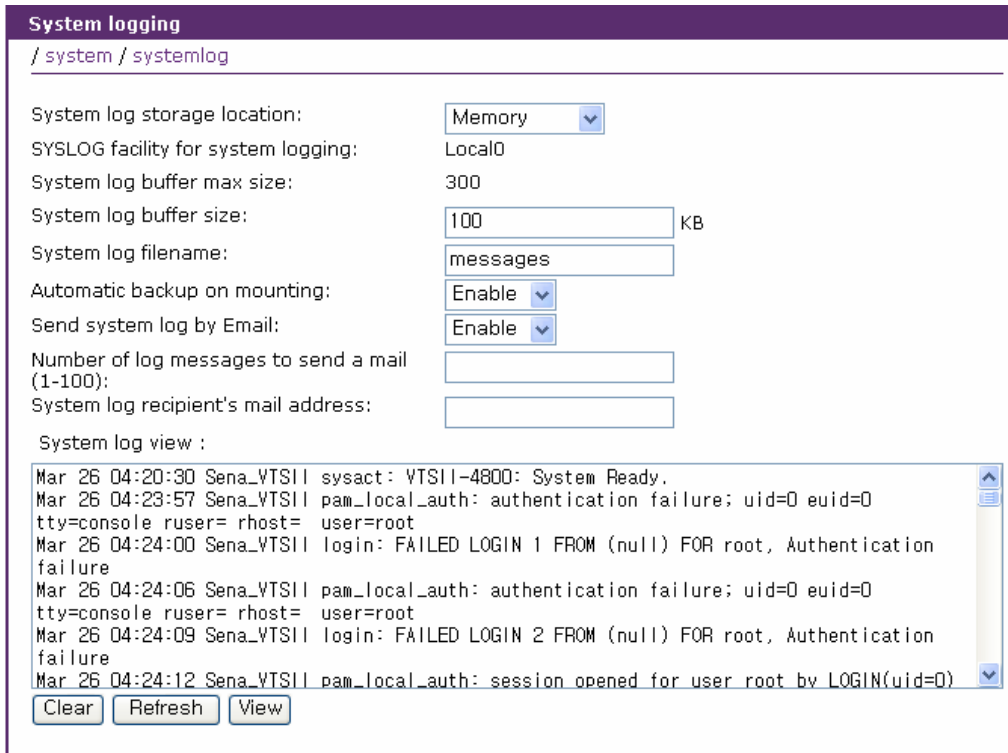 System logging
/ system / systemlog
System log storage location: Memory
SYSLOG facility for system logging: Local0
System log buffer max size: 300
System log buffer size: 100 KB
System log filename: messages
Automatic backup on mounting: Enable
Send system log by Email: Enable
Number of log messages to send a mail
(1-100):
System log recipient's mail address:
System log view :
Mar 26 04:20:30 Sena_VTSII sysact: VTSII-4800: System Ready.
Mar 26 04:23:57 Sena_VTSII pam_local_auth: authentication failure; uid=0 euid=0
tty=console ruser= rhost=  user=root
Mar 26 04:24:00 Sena_VTSII login: FAILED LOGIN 1 FROM (null) FOR root, Authentication
failure
Mar 26 04:24:06 Sena_VTSII pam_local_auth: authentication failure; uid=0 euid=0
tty=console ruser= rhost=  user=root
Mar 26 04:24:09 Sena_VTSII login: FAILED LOGIN 2 FROM (null) FOR root, Authentication
failure
Mar 26 04:24:12 Sena_VTSII pam_local_auth: session opened for user root by LOGIN(uid=0)
Clear Refresh View